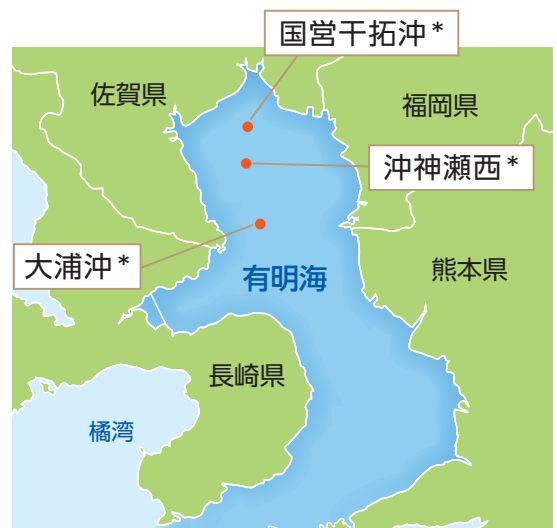 国営干拓沖*
佐賀県
福岡県
沖神瀬西*
大浦沖*
有明海
熊本県
長崎県
橘湾